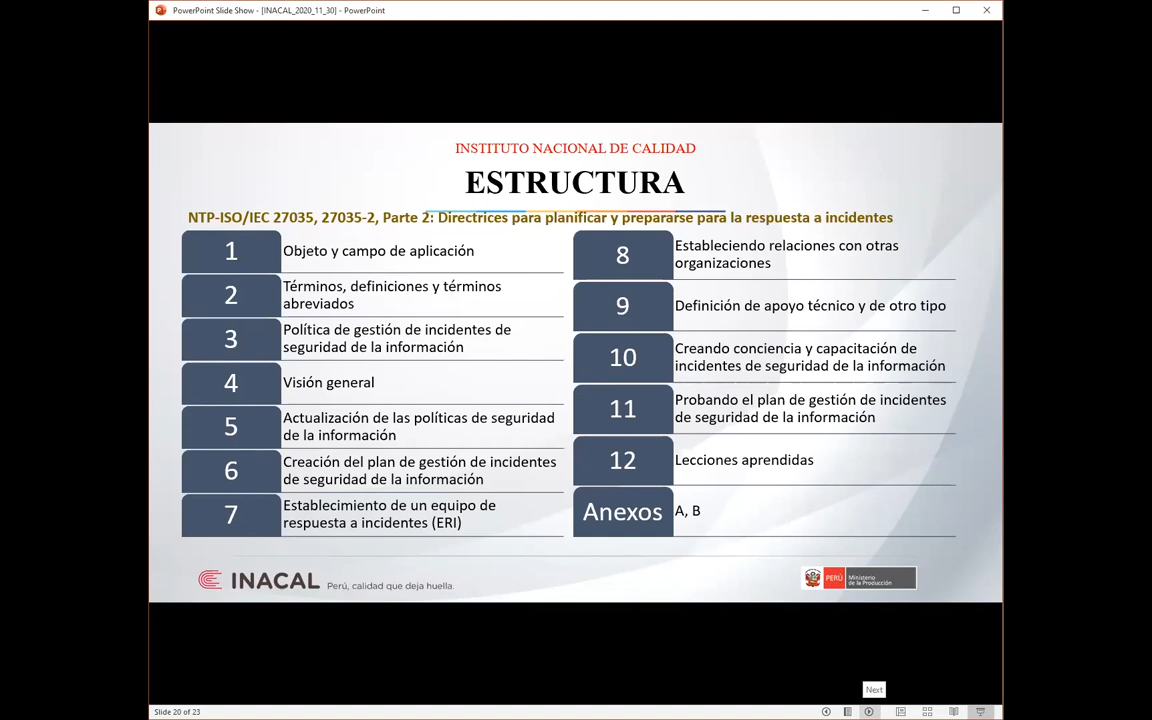 PowerPoint Slide Show - [INACAL_2020_11_30] - PowerPoint
INSTITUTO NACIONAL DE CALIDAD
ESTRUCTURA
NTP-ISO/IEC 27035, 27035-2, Parte 2: Directrices para planificar y prepararse para la respuesta a incidentes
1
Objeto y campo de aplicación
2
Términos, definiciones y términos
abreviados
3
Política de gestión de incidentes de
seguridad de la información
4
Visión general
5
Actualización de las políticas de seguridad
de la información
6
Creación del plan de gestión de incidentes
de seguridad de la información
7
Establecimiento de un equipo de
respuesta a incidentes (ERI)
8
Estableciendo relaciones con otras
organizaciones
9
Definición de apoyo técnico y de otro tipo
10
Creando conciencia y capacitación de
incidentes de seguridad de la información
11
Probando el plan de gestión de incidentes
de seguridad de la información
12
Lecciones aprendidas
Anexos
A, B
INACAL Perú, calidad que deja huella.
PERÚ
Ministerio
de la Producción
Next
Slide 20 of 23